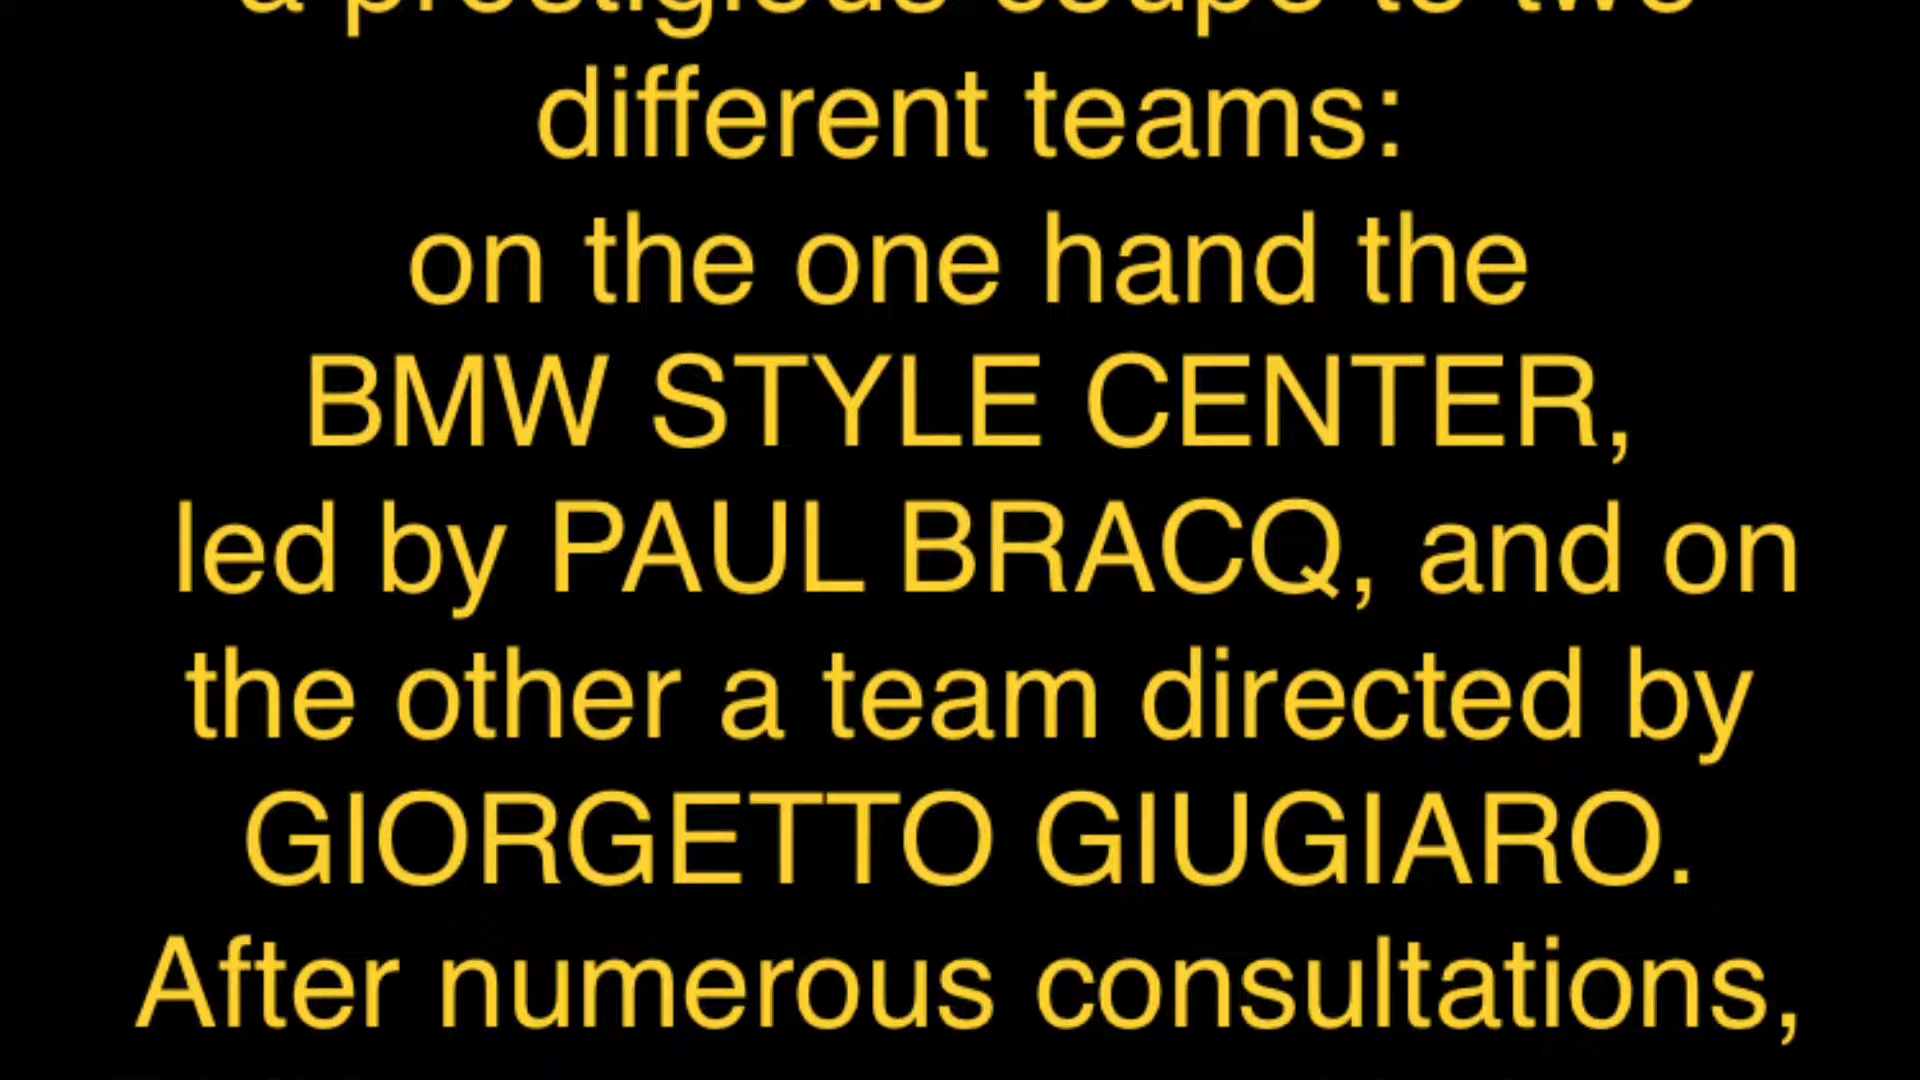 a prestigious coupe to two
different teams:
on the one hand the
BMW STYLE CENTER,
led by PAUL BRACQ, and on
the other a team directed by
GIORGETTO GIUGIARO.
After numerous consultations,